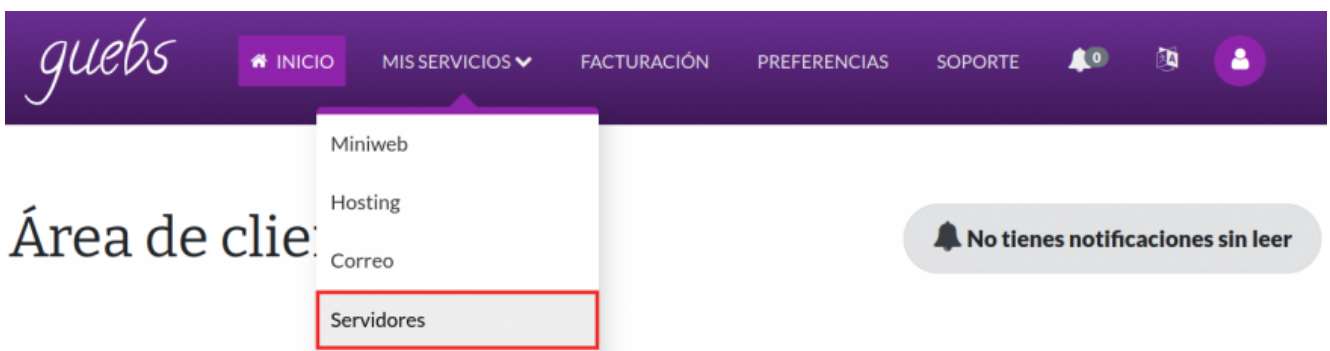 guebs
INICIO MIS SERVICIOS FACTURACIÓN PREFERENCIAS SOPORTE 0
Miniweb
Hosting
Área de clie
No tienes notificaciones sin leer
Correo
Servidores